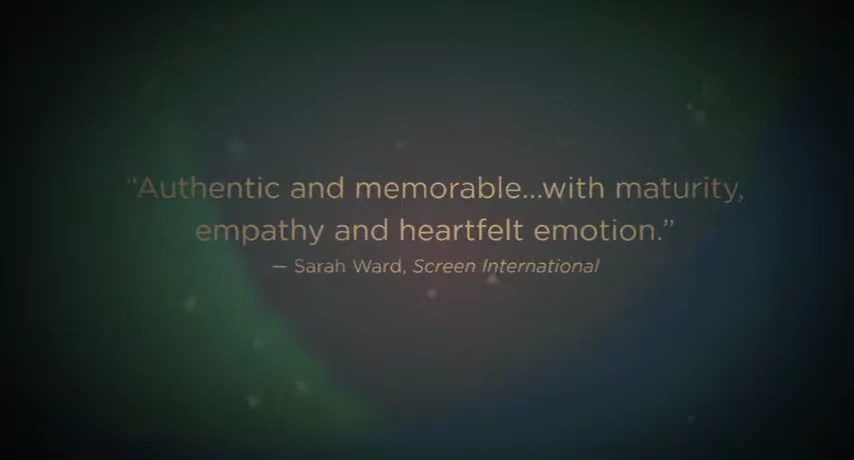 “Authentic and memorable...with maturity,
empathy and heartfelt emotion.”
— Sarah Ward, Screen International